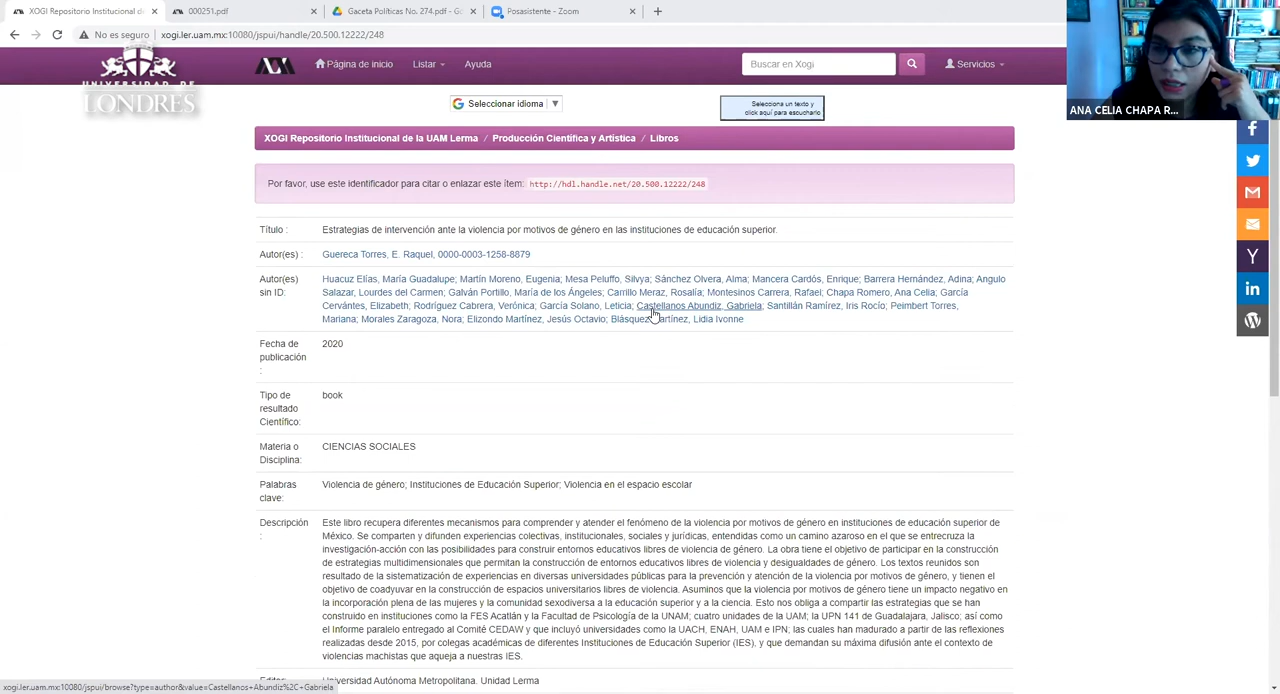 XOGI Repositorio Institucional de
000251.pdf
Gaceta Políticas No. 274.pdf - Go
Posasistente - Zoom
No es seguro | xogi.ler.uam.mx:10080/jspui/handle/20.500.12222/248
UNIVERSIDAD DE
LONDRES
Página de inicio
Listar
Ayuda
Buscar en Xogi
Servicios
ANA CELIA CHAPA R...
Seleccionar idioma
Selecciona un texto y
click aquí para escucharlo
XOGI Repositorio Institucional de la UAM Lerma / Producción Científica y Artística / Libros
Por favor, use este identificador para citar o enlazar este ítem: http://hdl.handle.net/20.500.12222/248
Título : Estrategias de intervención ante la violencia por motivos de género en las instituciones de educación superior.
Autor(es) : Guereca Torres, E. Raquel, 0000-0003-1258-8879
Autor(es) sin ID: Huacuz Elías, María Guadalupe; Martín Moreno, Eugenia; Mesa Peluffo, Silvya; Sánchez Olvera, Alma; Mancera Cardós, Enrique; Barrera Hernández, Adina; Angulo
Salazar, Lourdes del Carmen; Galván Portillo, María de los Ángeles; Carrillo Meraz, Rosalía; Montesinos Carrera, Rafael; Chapa Romero, Ana Celia; García
Cervántes, Elizabeth; Rodríguez Cabrera, Verónica; García Solano, Leticia; Castellanos Abundiz, Gabriela; Santillán Ramírez, Iris Rocío; Peimbert Torres,
Mariana; Morales Zaragoza, Nora; Elizondo Martínez, Jesús Octavio; Blásquez Martínez, Lidia Ivonne
Fecha de publicación : 2020
Tipo de resultado Científico: book
Materia o Disciplina: CIENCIAS SOCIALES
Palabras clave: Violencia de género; Instituciones de Educación Superior; Violencia en el espacio escolar
Descripción : Este libro recupera diferentes mecanismos para comprender y atender el fenómeno de la violencia por motivos de género en instituciones de educación superior de
México. Se comparten y difunden experiencias colectivas, institucionales, sociales y jurídicas, entendidas como un camino azaroso en el que se entrecruza la
investigación-acción con las posibilidades para construir entornos educativos libres de violencia de género. La obra tiene el objetivo de participar en la construcción
de estrategias multidimensionales que permitan la construcción de entornos educativos libres de violencia y desigualdades de género. Los textos reunidos son
resultado de la sistematización de experiencias en diversas universidades públicas para la prevención y atención de la violencia por motivos de género, y tienen el
objetivo de coadyuvar en la construcción de espacios universitarios libres de violencia. Asuminos que la violencia por motivos de género tiene un impacto negativo en
la incorporación plena de las mujeres y la comunidad sexodiversa a la educación superior y a la ciencia. Esto nos obliga a compartir las estrategias que se han
construido en instituciones como la FES Acatlán y la Facultad de Psicología de la UNAM; cuatro unidades de la UAM; la UPN 141 de Guadalajara, Jalisco; así como
el Informe paralelo entregado al Comité CEDAW y que incluyó universidades como la UACH, ENAH, UAM e IPN; las cuales han madurado a partir de las reflexiones
realizadas desde 2015, por colegas académicas de diferentes Instituciones de Educación Superior (IES), y que demandan su máxima difusión ante el contexto de
violencias machistas que aqueja a nuestras IES.
Universidad Autónoma Metropolitana. Unidad Lerma
xogi.ler.uam.mx:10080/jspui/browse?type=author&value=Castellanos+Abundiz%2C+Gabriela